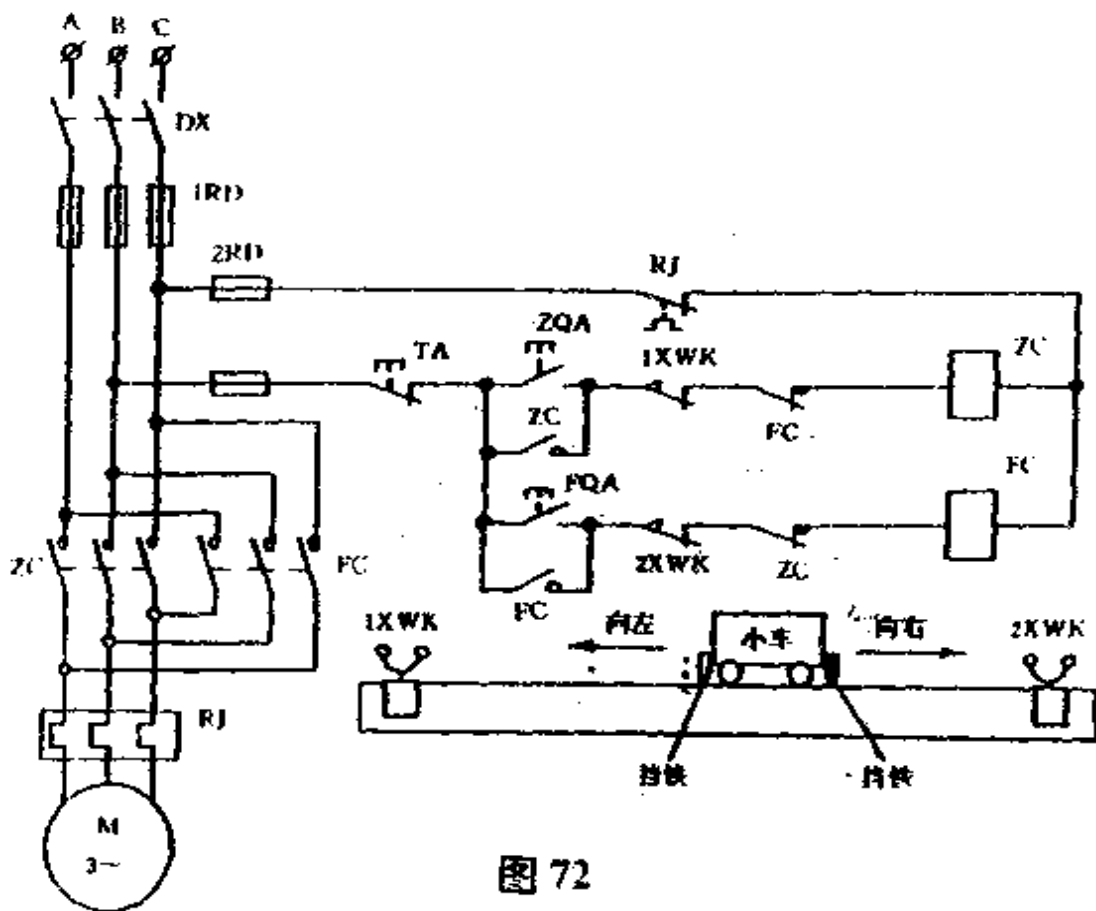 A B C
DX
1RD
2RD
RJ
ZQA
TA
1XWK
ZC
ZC
FC
FC
FQA
ZC
FC
2XWK
ZC
FC
1XWK
向左
小车
向右
2XWK
RJ
挡铁
挡铁
M
3~
图 72